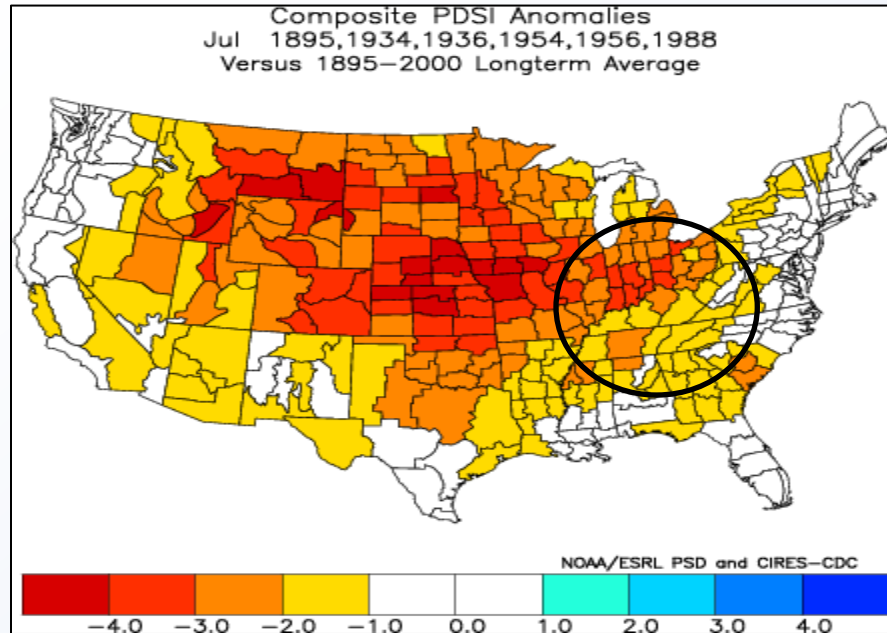 Composite PDSI Anomalies
Jul 1895,1934,1936,1954,1956,1988
Versus 1895−2000 Longterm Average
NOAA/ESRL PSD and CIRES−CDC
−4.0 −3.0 −2.0 −1.0 0.0 1.0 2.0 3.0 4.0